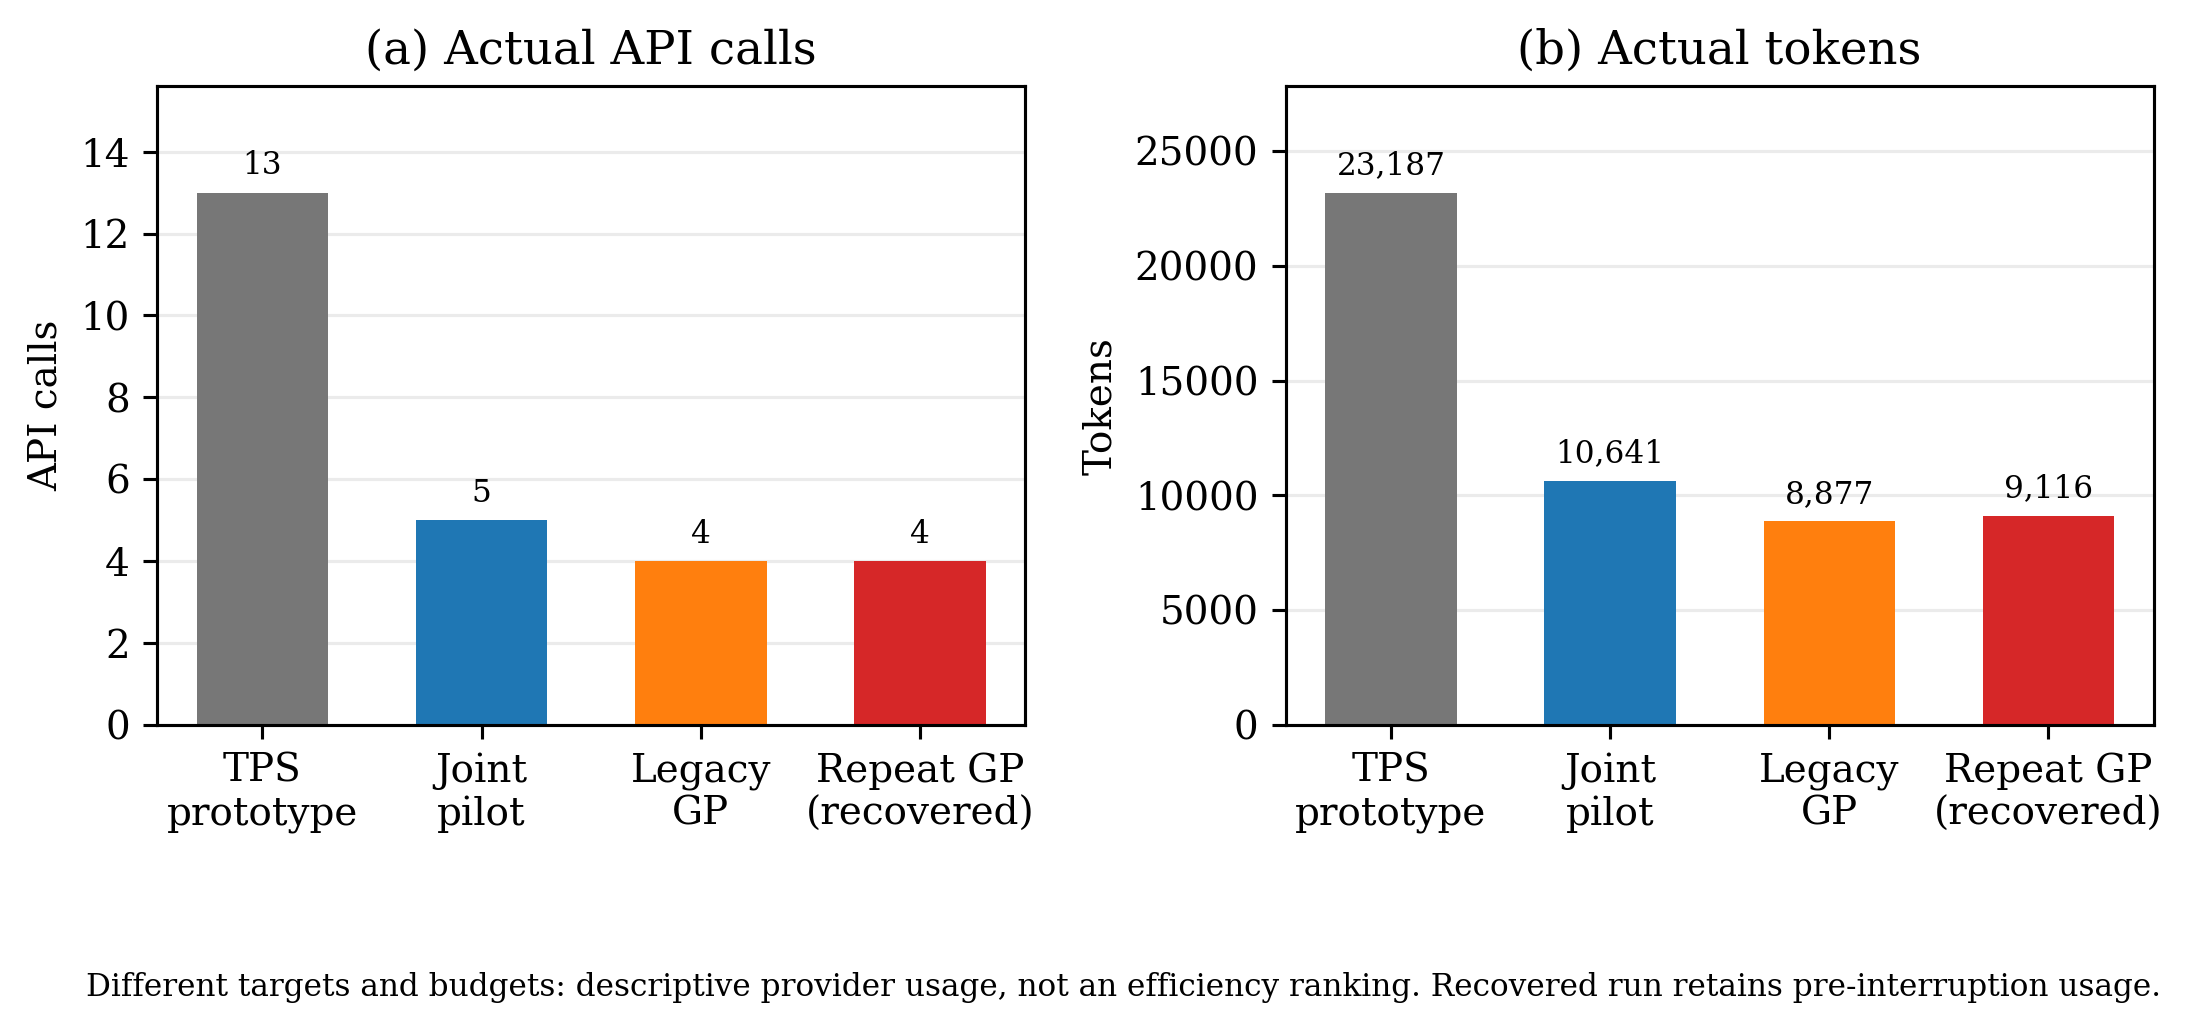 (a) Actual API calls
API calls
14
12
10
8
6
4
2
0
13
5
4
4
TPS
prototype
Joint
pilot
Legacy
GP
Repeat GP
(recovered)
(b) Actual tokens
Tokens
25000
20000
15000
10000
5000
0
23,187
10,641
8,877
9,116
TPS
prototype
Joint
pilot
Legacy
GP
Repeat GP
(recovered)
Different targets and budgets: descriptive provider usage, not an efficiency ranking. Recovered run retains pre-interruption usage.